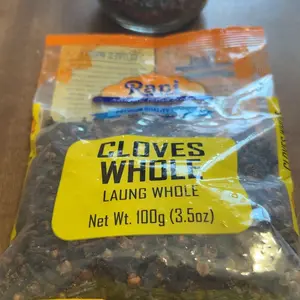 Rani
CLOVES
WHOLE
LAUNG WHOLE
Net Wt. 100g (3.5oz)